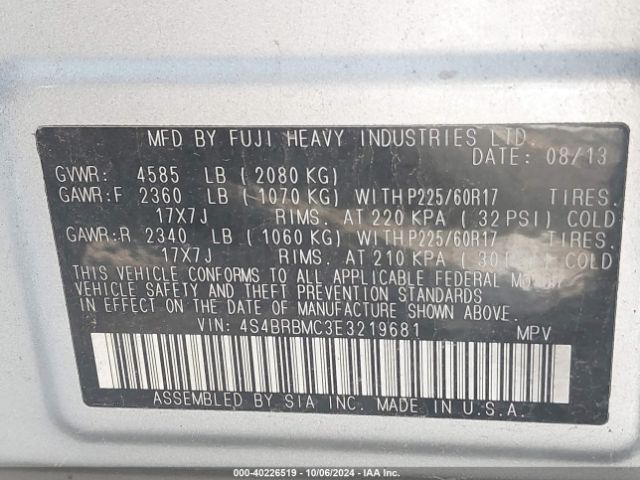 MFD BY FUJI HEAVY INDUSTRIES LTD
DATE: 08/13
GVWR: 4585 LB (2080 KG)
GAWR:F 2360 LB (1070 KG) WITH P225/60R17 TIRES.
17X7J RIMS. AT 220 KPA (32 PSI) COLD
GAWR:R 2340 LB (1060 KG) WITH P225/60R17 TIRES.
17X7J RIMS. AT 210 KPA (30 COLD
THIS VEHICLE CONFORMS TO ALL APPLICABLE FEDERAL
VEHICLE SAFETY AND THEFT PREVENTION STANDARDS
IN EFFECT ON THE DATE OF MANUFACTURE SHOWN ABOVE.
VIN: 4S4BRBMC3E3219681 MPV
ASSEMBLED BY SIA INC. MADE IN U.S.A.
000-40226519 | 10/06/2024 | IAA Inc.